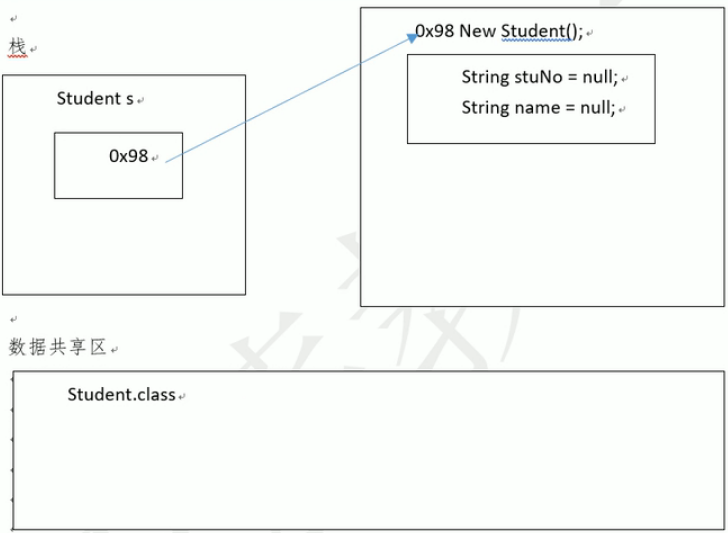 栈
Student s
0x98
0x98 New Student();
String stuNo = null;
String name = null;
数据共享区
Student.class